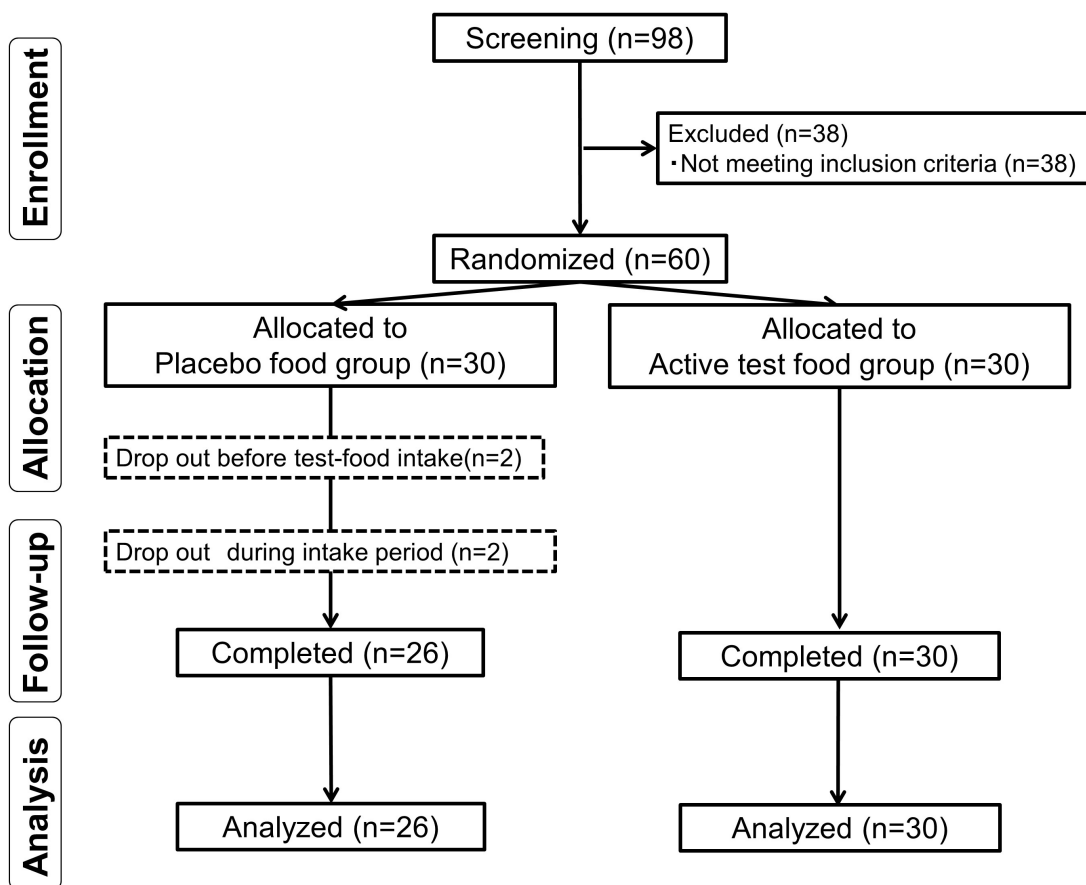 Enrollment
Screening (n=98)
Excluded (n=38)
・Not meeting inclusion criteria (n=38)
Randomized (n=60)
Allocation
Allocated to
Placebo food group (n=30)
Allocated to
Active test food group (n=30)
Drop out before test-food intake(n=2)
Follow-up
Drop out  during intake period (n=2)
Completed (n=26)
Completed (n=30)
Analysis
Analyzed (n=26)
Analyzed (n=30)